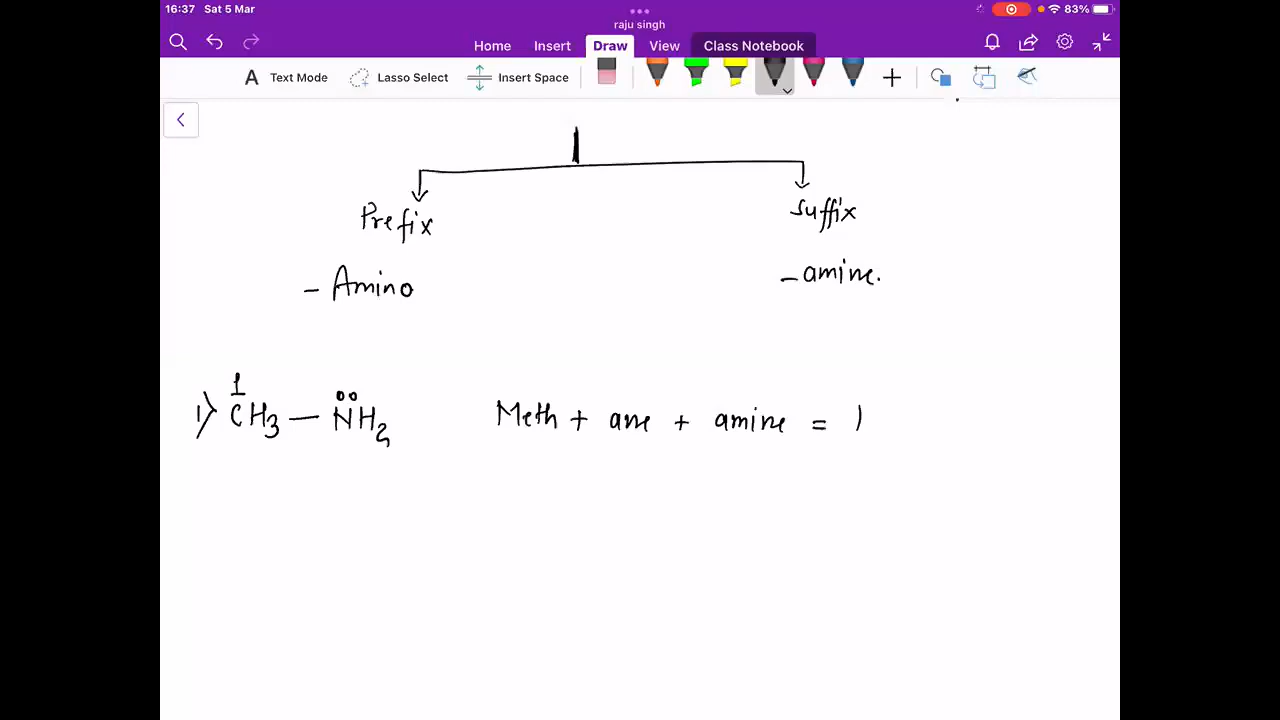 16:37 Sat 5 Mar
83%
raju singh
Home Insert Draw View Class Notebook
A Text Mode Lasso Select Insert Space
Prefix
Suffix
- Amino
- amine.
1
1) CH3 — NH2 Meth + ane + amine =